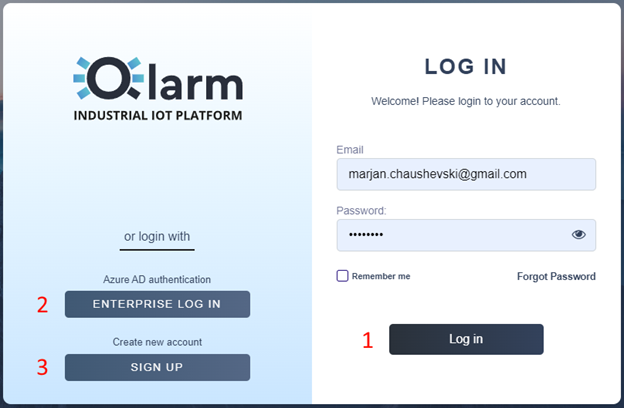 Olarm
INDUSTRIAL IOT PLATFORM
or login with
Azure AD authentication
2 ENTERPRISE LOG IN
Create new account
3 SIGN UP
LOG IN
Welcome! Please login to your account.
Email
marjan.chaushevski@gmail.com
Password:
••••••••
Remember me
Forgot Password
1 Log in